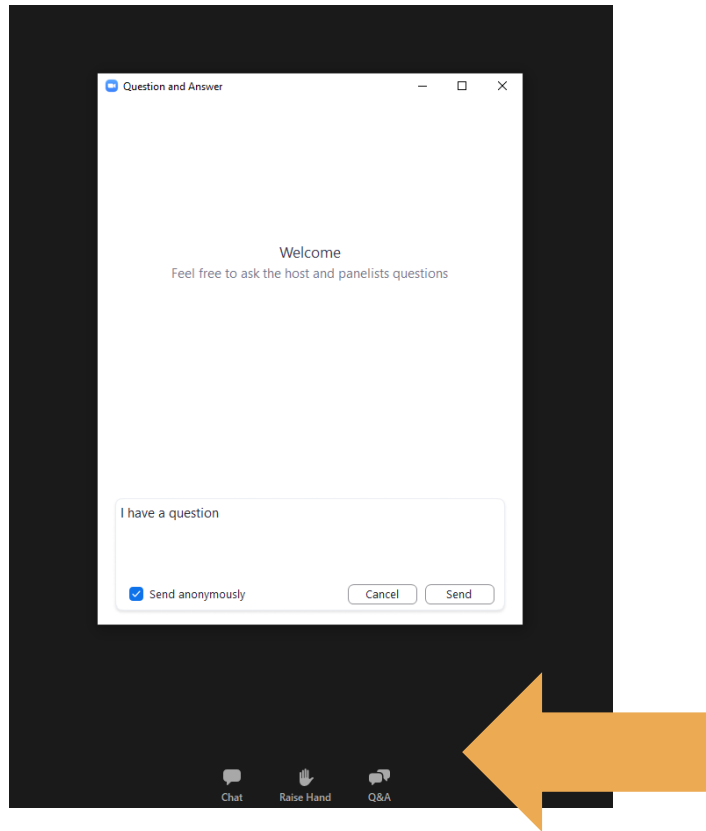 Question and Answer
Welcome
Feel free to ask the host and panelists questions
I have a question
Send anonymously Cancel Send
Chat Raise Hand Q&A